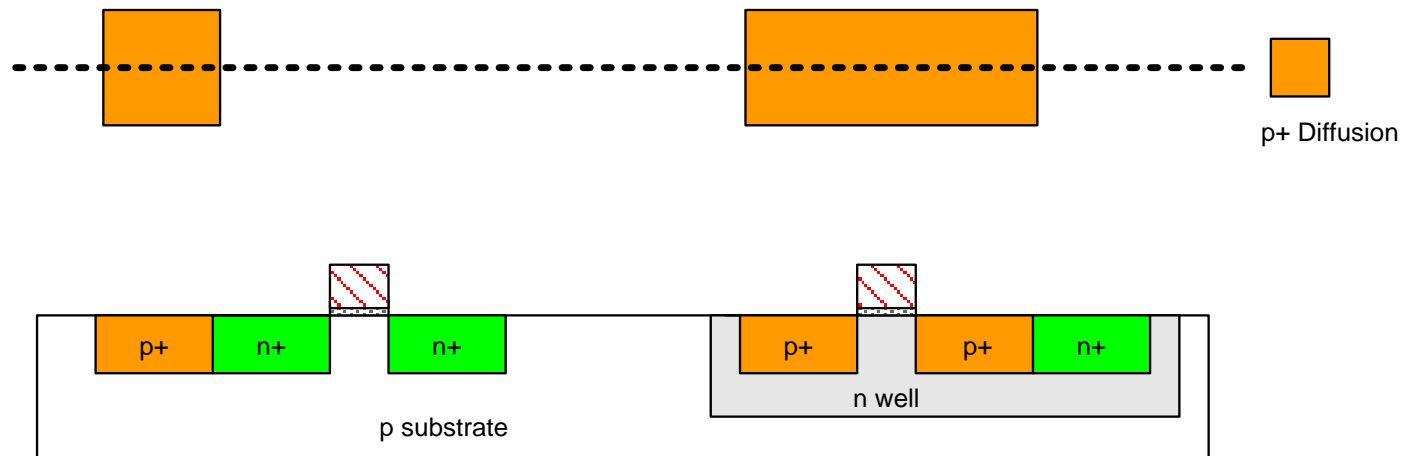 p+ Diffusion
p+ n+ n+ p+ p+ n+
n well
p substrate